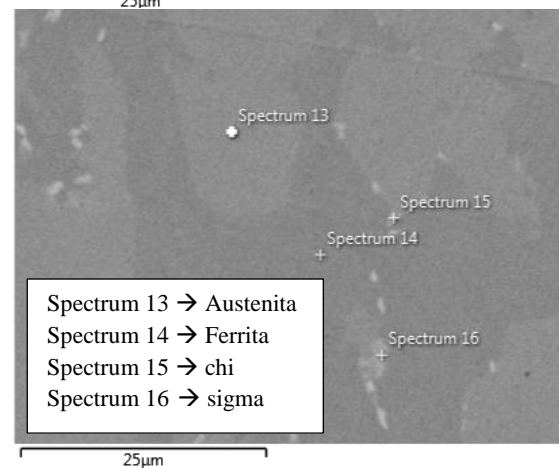 25µm
Spectrum 13
Spectrum 15
Spectrum 14
Spectrum 16
Spectrum 13 → Austenita
Spectrum 14 → Ferrita
Spectrum 15 → chi
Spectrum 16 → sigma
25µm